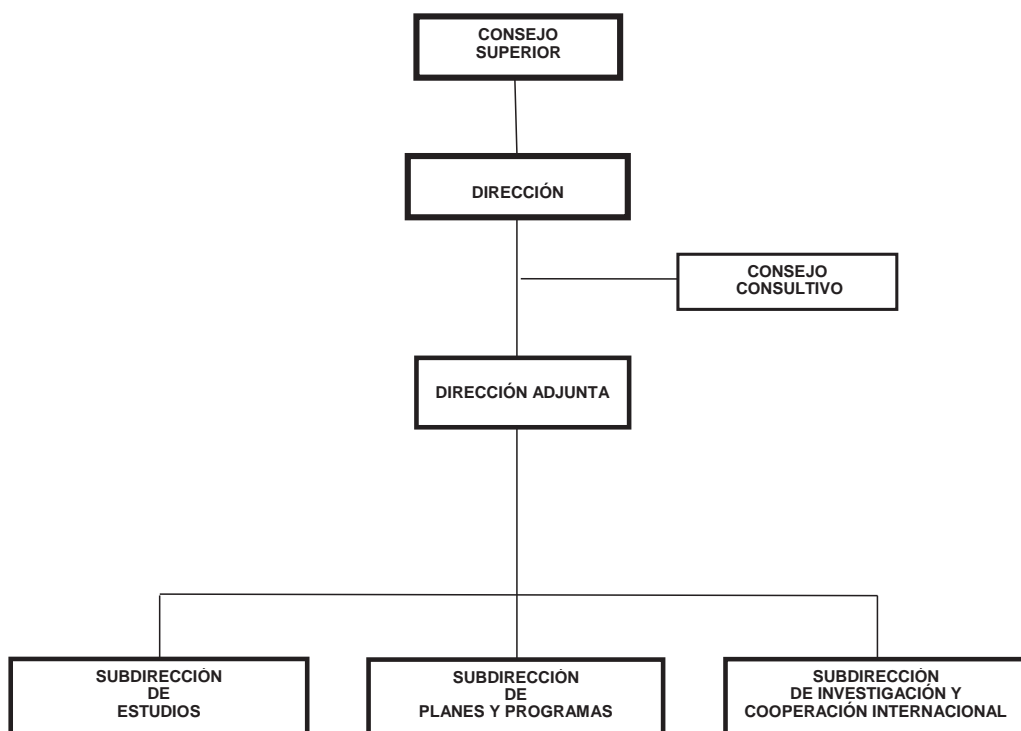 CONSEJO
SUPERIOR
DIRECCIÓN
CONSEJO
CONSULTIVO
DIRECCIÓN ADJUNTA
SUBDIRECCIÓN
DE
ESTUDIOS
SUBDIRECCIÓN
DE
PLANES Y PROGRAMAS
SUBDIRECCIÓN
DE INVESTIGACIÓN Y
COOPERACIÓN INTERNACIONAL